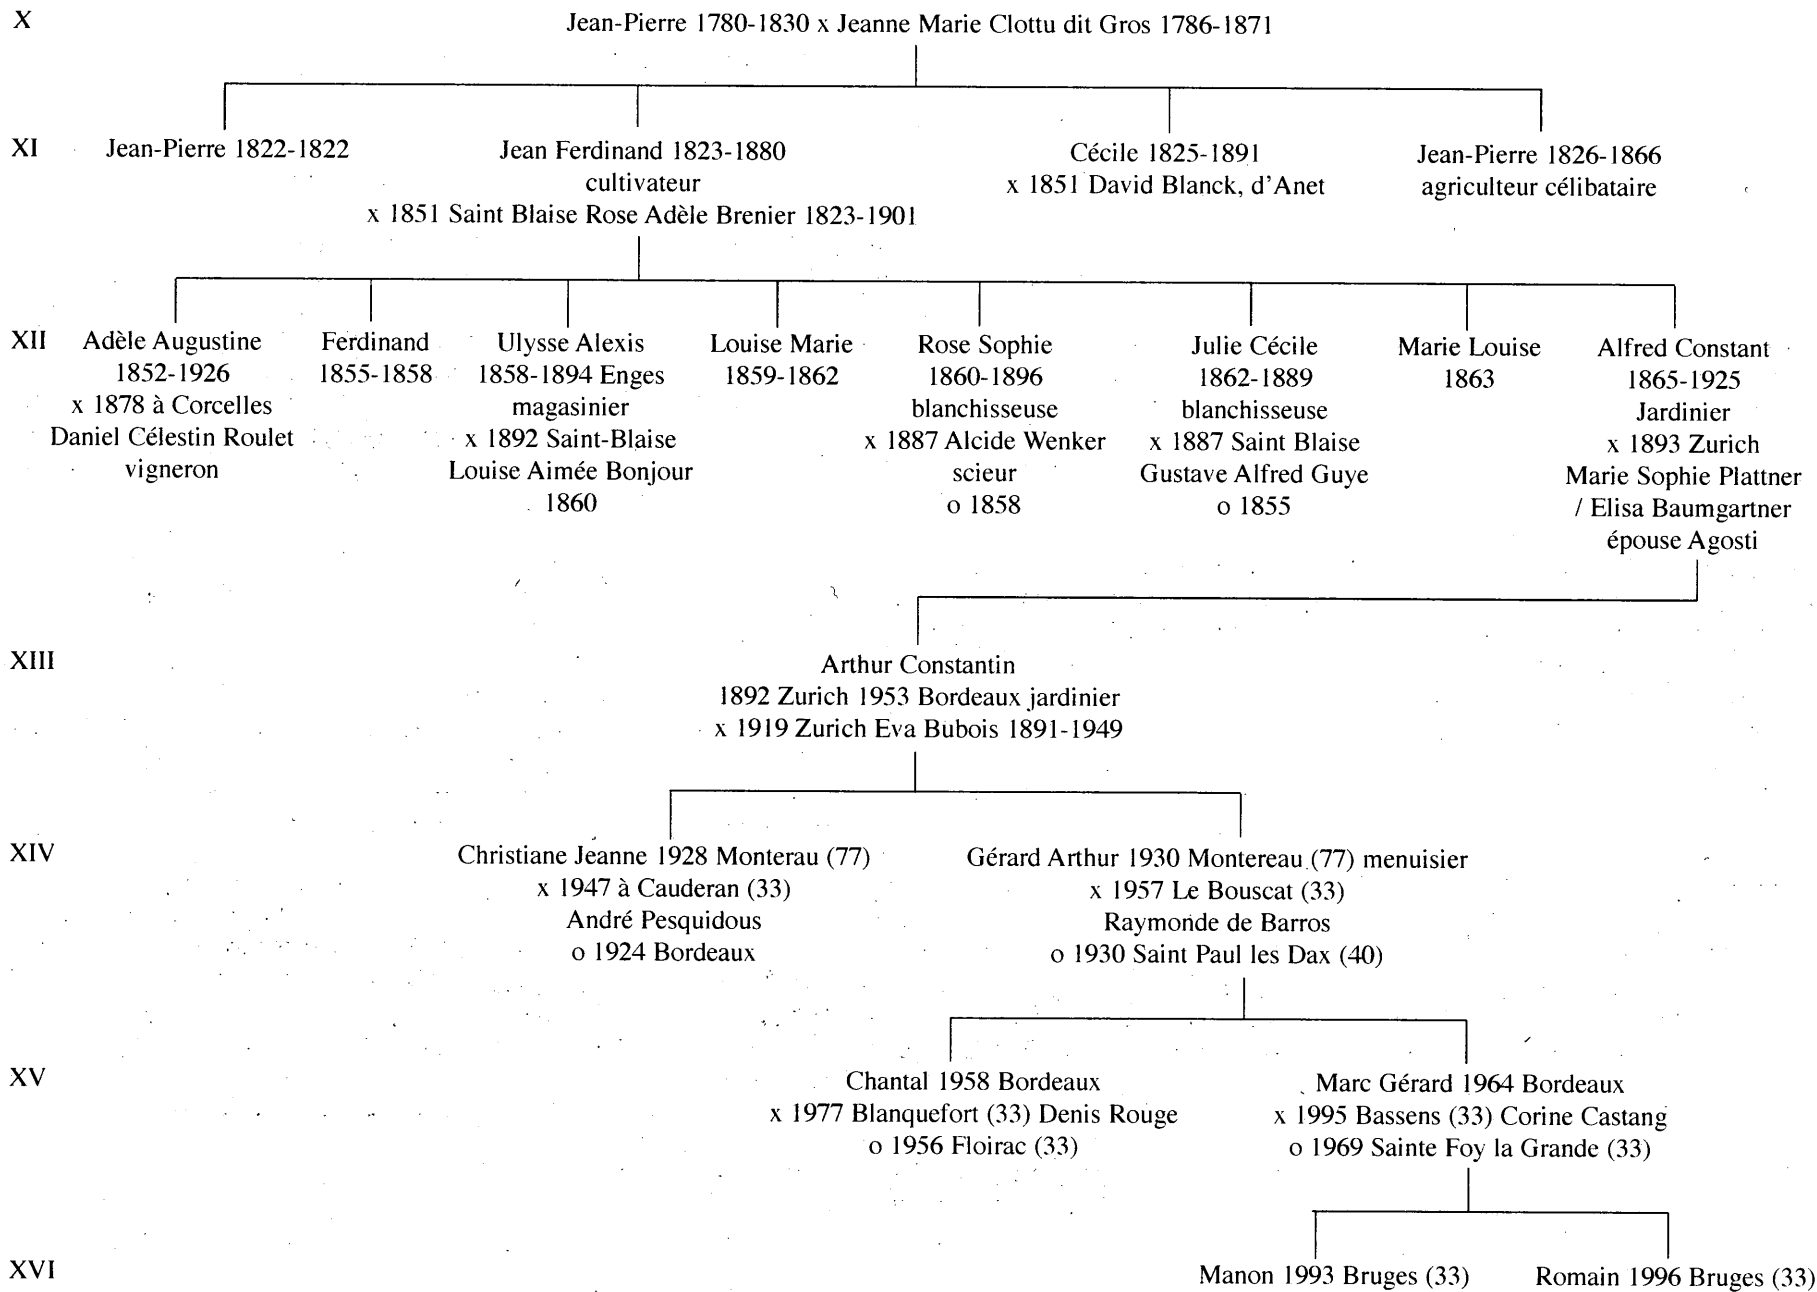 X
Jean-Pierre 1780-1830 x Jeanne Marie Clottu dit Gros 1786-1871
XI
Jean-Pierre 1822-1822
Jean Ferdinand 1823-1880
cultivateur
x 1851 Saint Blaise Rose Adèle Brenier 1823-1901
Cécile 1825-1891
x 1851 David Blanck, d'Anet
Jean-Pierre 1826-1866
agriculteur célibataire
XII
Adèle Augustine
1852-1926
x 1878 à Corcelles
Daniel Célestin Roulet
vigneron
Ferdinand
1855-1858
Ulysse Alexis
1858-1894 Enges
magasinier
x 1892 Saint-Blaise
Louise Aimée Bonjour
1860
Louise Marie
1859-1862
Rose Sophie
1860-1896
blanchisseuse
x 1887 Alcide Wenker
scieur
o 1858
Julie Cécile
1862-1889
blanchisseuse
x 1887 Saint Blaise
Gustave Alfred Guye
o 1855
Marie Louise
1863
Alfred Constant
1865-1925
Jardinier
x 1893 Zurich
Marie Sophie Plattner
/ Elisa Baumgartner
épouse Agosti
XIII
Arthur Constantin
1892 Zurich 1953 Bordeaux jardinier
x 1919 Zurich Eva Bubois 1891-1949
XIV
Christiane Jeanne 1928 Monterau (77)
x 1947 à Cauderan (33)
André Pesquidous
o 1924 Bordeaux
Gérard Arthur 1930 Montereau (77) menuisier
x 1957 Le Bouscat (33)
Raymonde de Barros
o 1930 Saint Paul les Dax (40)
XV
Chantal 1958 Bordeaux
x 1977 Blanquefort (33) Denis Rouge
o 1956 Floirac (33)
Marc Gérard 1964 Bordeaux
x 1995 Bassens (33) Corine Castang
o 1969 Sainte Foy la Grande (33)
XVI
Manon 1993 Bruges (33)
Romain 1996 Bruges (33)